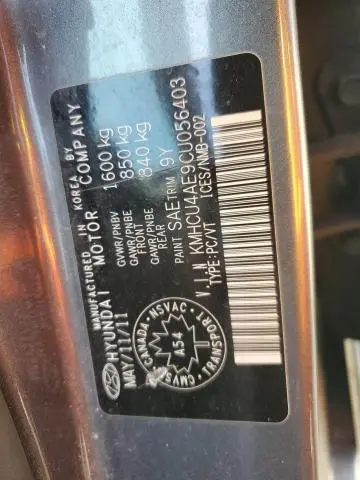 MANUFACTURED IN KOREA BY
HYUNDAI MOTOR COMPANY
MAY/11/11
GVWR/PNBV 1600 kg
GAWR/PNBE FRONT 850 kg
GAWR/PNBE REAR 840 kg
PAINT SAE TRIM 9Y
V.I.N KMHCU4AE9CU056403
TYPE:PC/VT ICES/NMB-002
CANADA·NSVAC
A54
CMVSS TRANSPORT